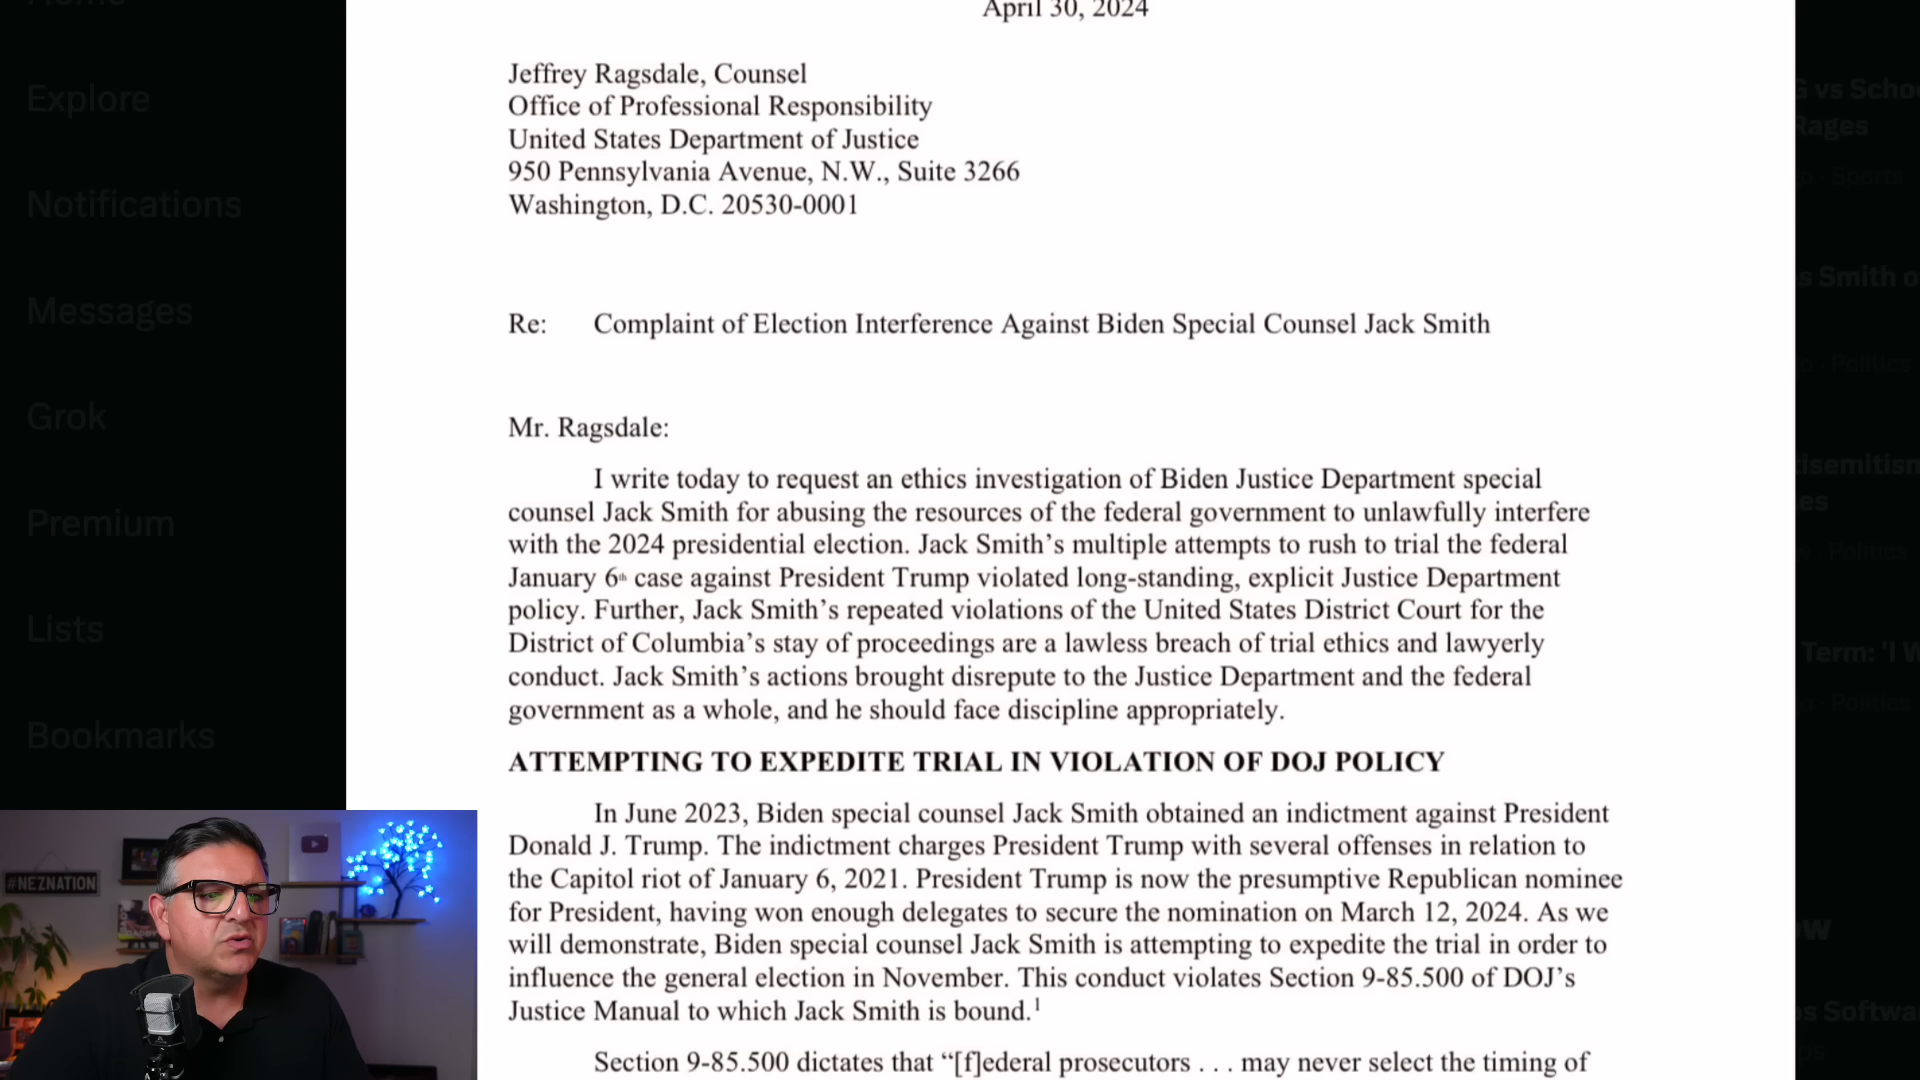 April 30, 2024
Jeffrey Ragsdale, Counsel
Office of Professional Responsibility
United States Department of Justice
950 Pennsylvania Avenue, N.W., Suite 3266
Washington, D.C. 20530-0001
Re: Complaint of Election Interference Against Biden Special Counsel Jack Smith
Mr. Ragsdale:
I write today to request an ethics investigation of Biden Justice Department special
counsel Jack Smith for abusing the resources of the federal government to unlawfully interfere
with the 2024 presidential election. Jack Smith’s multiple attempts to rush to trial the federal
January 6th case against President Trump violated long-standing, explicit Justice Department
policy. Further, Jack Smith’s repeated violations of the United States District Court for the
District of Columbia’s stay of proceedings are a lawless breach of trial ethics and lawyerly
conduct. Jack Smith’s actions brought disrepute to the Justice Department and the federal
government as a whole, and he should face discipline appropriately.
ATTEMPTING TO EXPEDITE TRIAL IN VIOLATION OF DOJ POLICY
In June 2023, Biden special counsel Jack Smith obtained an indictment against President
Donald J. Trump. The indictment charges President Trump with several offenses in relation to
the Capitol riot of January 6, 2021. President Trump is now the presumptive Republican nominee
for President, having won enough delegates to secure the nomination on March 12, 2024. As we
will demonstrate, Biden special counsel Jack Smith is attempting to expedite the trial in order to
influence the general election in November. This conduct violates Section 9-85.500 of DOJ’s
Justice Manual to which Jack Smith is bound.1
Section 9-85.500 dictates that “[f]ederal prosecutors . . . may never select the timing of
Explore
Notifications
Messages
Grok
Premium
Lists
Bookmarks
#NEZNATION
vs
Rages
Sports
Smith
Politics
Politics
Term: 'I W
Politics